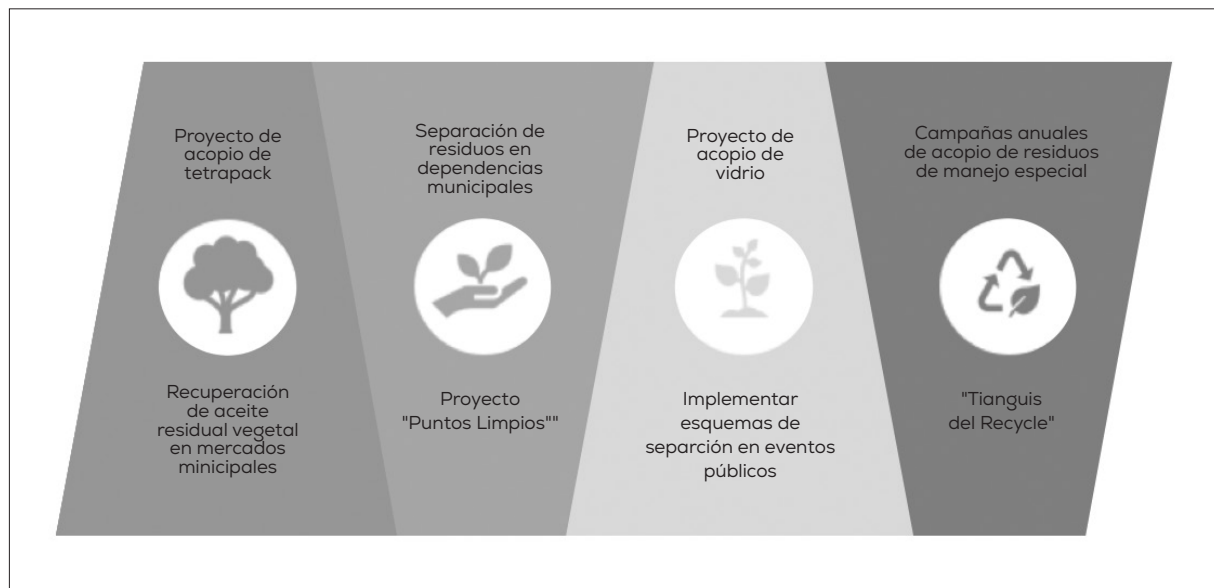 Proyecto de
acopio de
tetrapack
Recuperación
de aceite
residual vegetal
en mercados
minicipales
Separación de
residuos en
dependencias
municipales
Proyecto
"Puntos Limpios""
Proyecto de
acopio de
vidrio
Implementar
esquemas de
separción en eventos
públicos
Campañas anuales
de acopio de residuos
de manejo especial
"Tianguis
del Recycle"